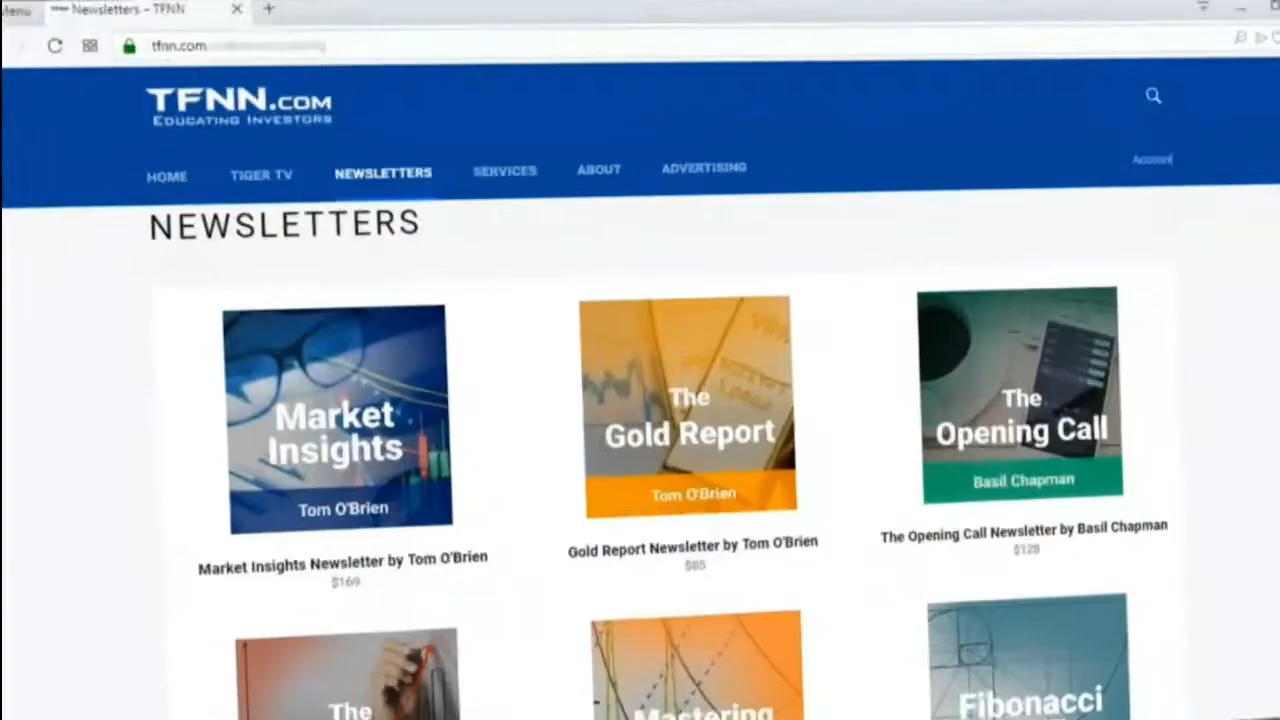 Menu
Newsletters - TFNN
tfnn.com
TFNN.COM
EDUCATING INVESTORS
Account
HOME TIGER TV NEWSLETTERS SERVICES ABOUT ADVERTISING
NEWSLETTERS
Market
Insights
Tom O'Brien
Market Insights Newsletter by Tom O'Brien
$169
The
Gold Report
Tom O'Brien
Gold Report Newsletter by Tom O'Brien
The
Opening Call
Basil Chapman
The Opening Call Newsletter by Basil Chapman
The
Mastering
Fibonacci